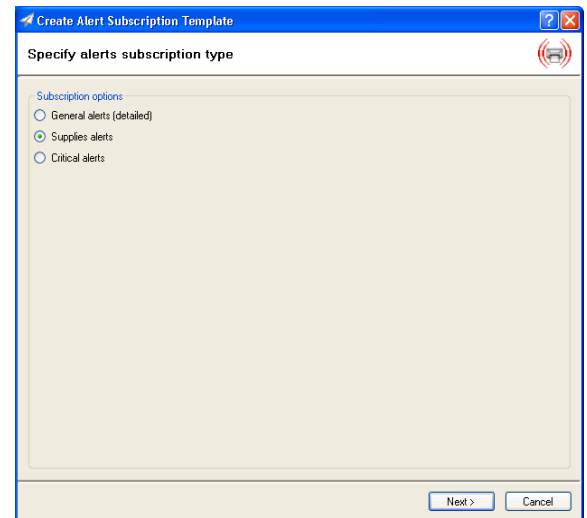 Create Alert Subscription Template
Specify alerts subscription type
Subscription options
General alerts (detailed)
Supplies alerts
Critical alerts
Next >
Cancel